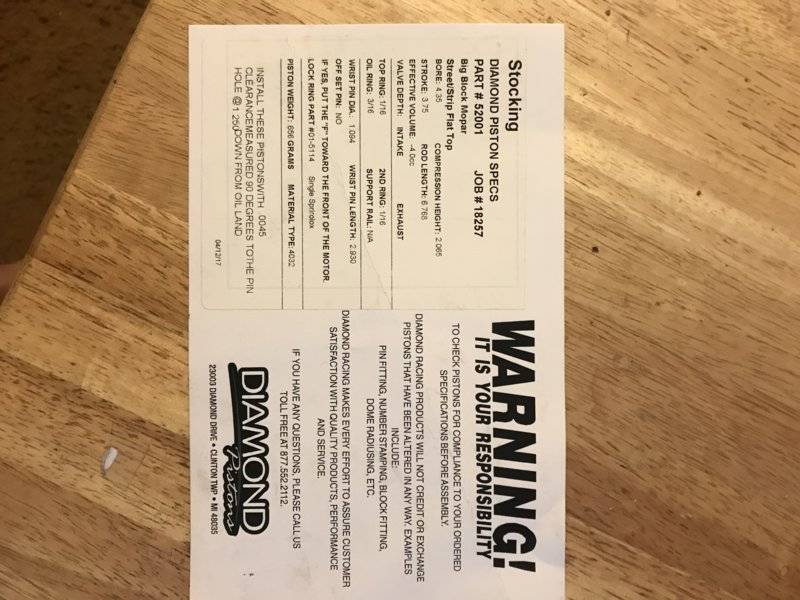 Stocking
DIAMOND PISTON SPECS
PART # 52001 JOB # 18257
Big Block Mopar
Street/Strip Flat Top
BORE: 4.35 COMPRESSION HEIGHT: 2.065
STROKE: 3.75 ROD LENGTH: 6.768
EFFECTIVE VOLUME: -4.0cc
VALVE DEPTH: INTAKE EXHAUST
TOP RING: 1/16 2ND RING: 1/16
OIL RING: 3/16 SUPPORT RAIL: N/A
WRIST PIN DIA.: 1.094 WRIST PIN LENGTH: 2.930
OFF SET PIN: NO
IF YES, PUT THE "F" TOWARD THE FRONT OF THE MOTOR.
LOCK RING PART #01-5114 Single Sprirolox
PISTON WEIGHT: 656 GRAMS MATERIAL TYPE: 4032
INSTALL THESE PISTONSWITH .0045
CLEARANCEMEASURED 90 DEGREES TOTHE PIN
HOLE @ 1.250DOWN FROM OIL LAND
04/12/17
WARNING!
IT IS YOUR RESPONSIBILITY
TO CHECK PISTONS FOR COMPLIANCE TO YOUR ORDERED
SPECIFICATIONS BEFORE ASSEMBLY.
DIAMOND RACING PRODUCTS WILL NOT CREDIT OR EXCHANGE
PISTONS THAT HAVE BEEN ALTERED IN ANY WAY. EXAMPLES
INCLUDE:
PIN FITTING, NUMBER STAMPING, BLOCK FITTING,
DOME RADIUSING, ETC.
DIAMOND RACING MAKES EVERY EFFORT TO ASSURE CUSTOMER
SATISFACTION WITH QUALITY PRODUCTS, PERFORMANCE
AND SERVICE.
IF YOU HAVE ANY QUESTIONS, PLEASE CALL US
TOLL FREE AT 877.552.2112.
DIAMOND
Pistons
23003 DIAMOND DRIVE • CLINTON TWP • MI 48035